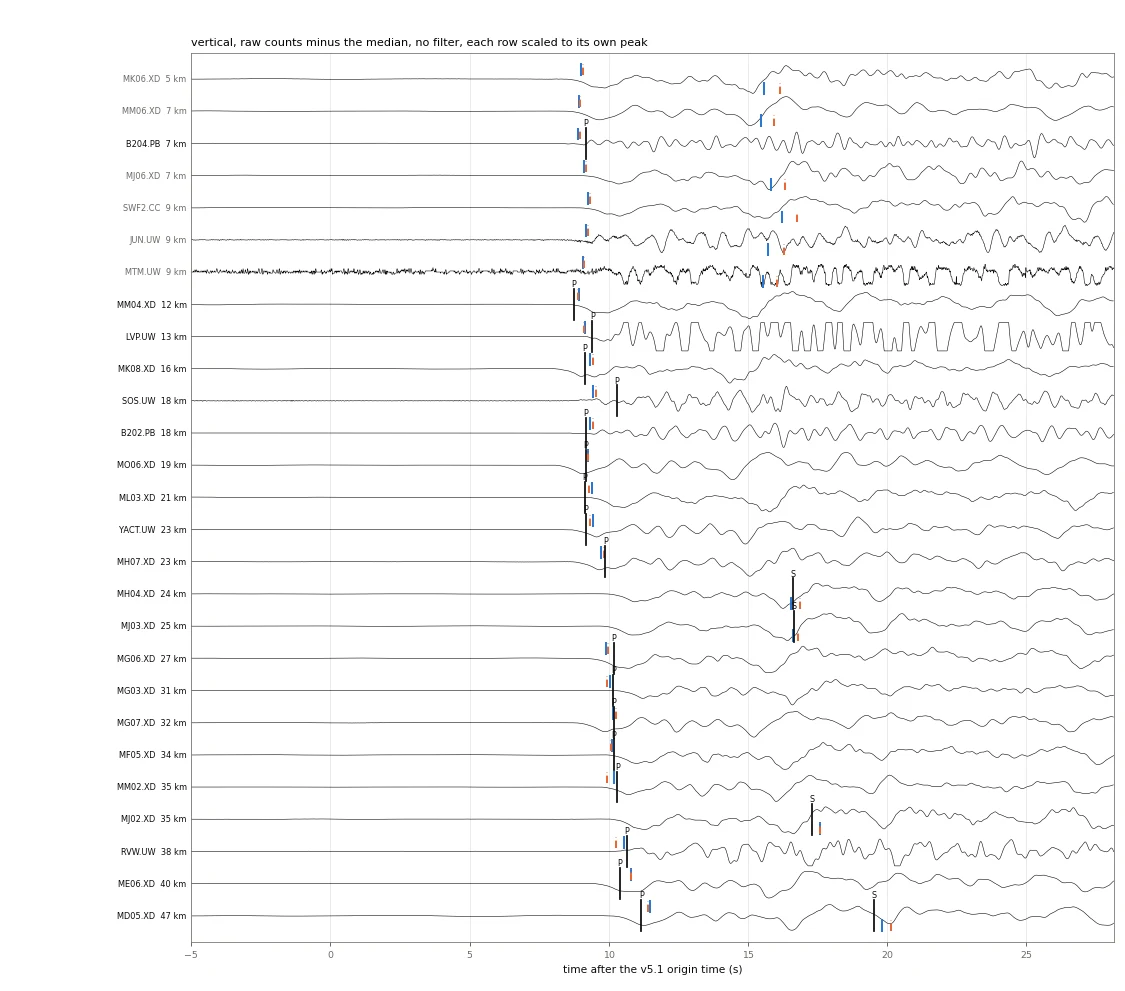 vertical, raw counts minus the median, no filter, each row scaled to its own peak
MK06.XD 5 km
MM06.XD 7 km
P
B204.PB 7 km
MJ06.XD 7 km
SWF2.CC 9 km
JUN.UW 9 km
MTM.UW 9 km
P
MM04.XD 12 km
P
LVP.UW 13 km
P
MK08.XD 16 km
P
SOS.UW 18 km
P
B202.PB 18 km
P
MO06.XD 19 km
P
ML03.XD 21 km
P
YACT.UW 23 km
P
MH07.XD 23 km
S
MH04.XD 24 km
S
MJ03.XD 25 km
P
MG06.XD 27 km
P
MG03.XD 31 km
P
MG07.XD 32 km
P
MF05.XD 34 km
P
MM02.XD 35 km
S
MJ02.XD 35 km
P
RVW.UW 38 km
P
ME06.XD 40 km
P S
MD05.XD 47 km
−5 0 5 10 15 20 25
time after the v5.1 origin time (s)